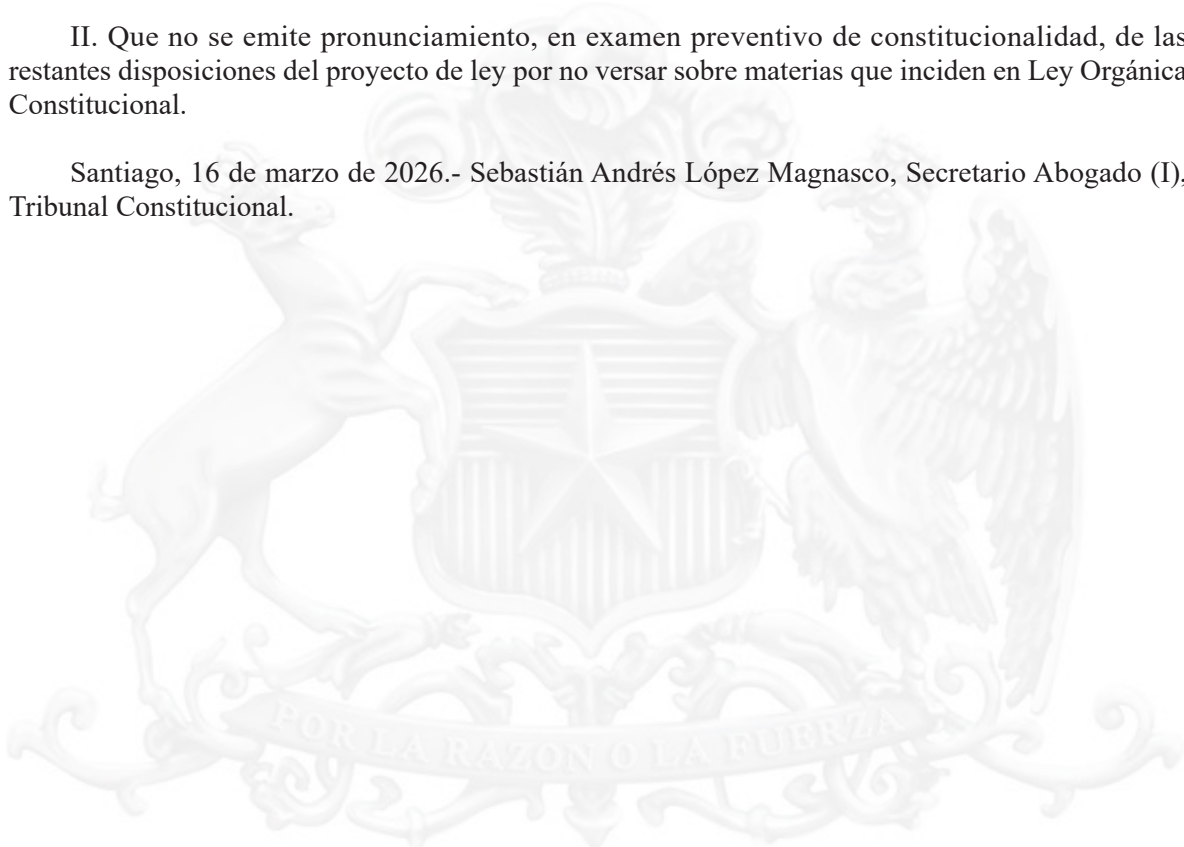 II. Que no se emite pronunciamiento, en examen preventivo de constitucionalidad, de las
restantes disposiciones del proyecto de ley por no versar sobre materias que inciden en Ley Orgánica
Constitucional.
Santiago, 16 de marzo de 2026.- Sebastián Andrés López Magnasco, Secretario Abogado (I),
Tribunal Constitucional.
POR LA RAZON O LA FUERZA